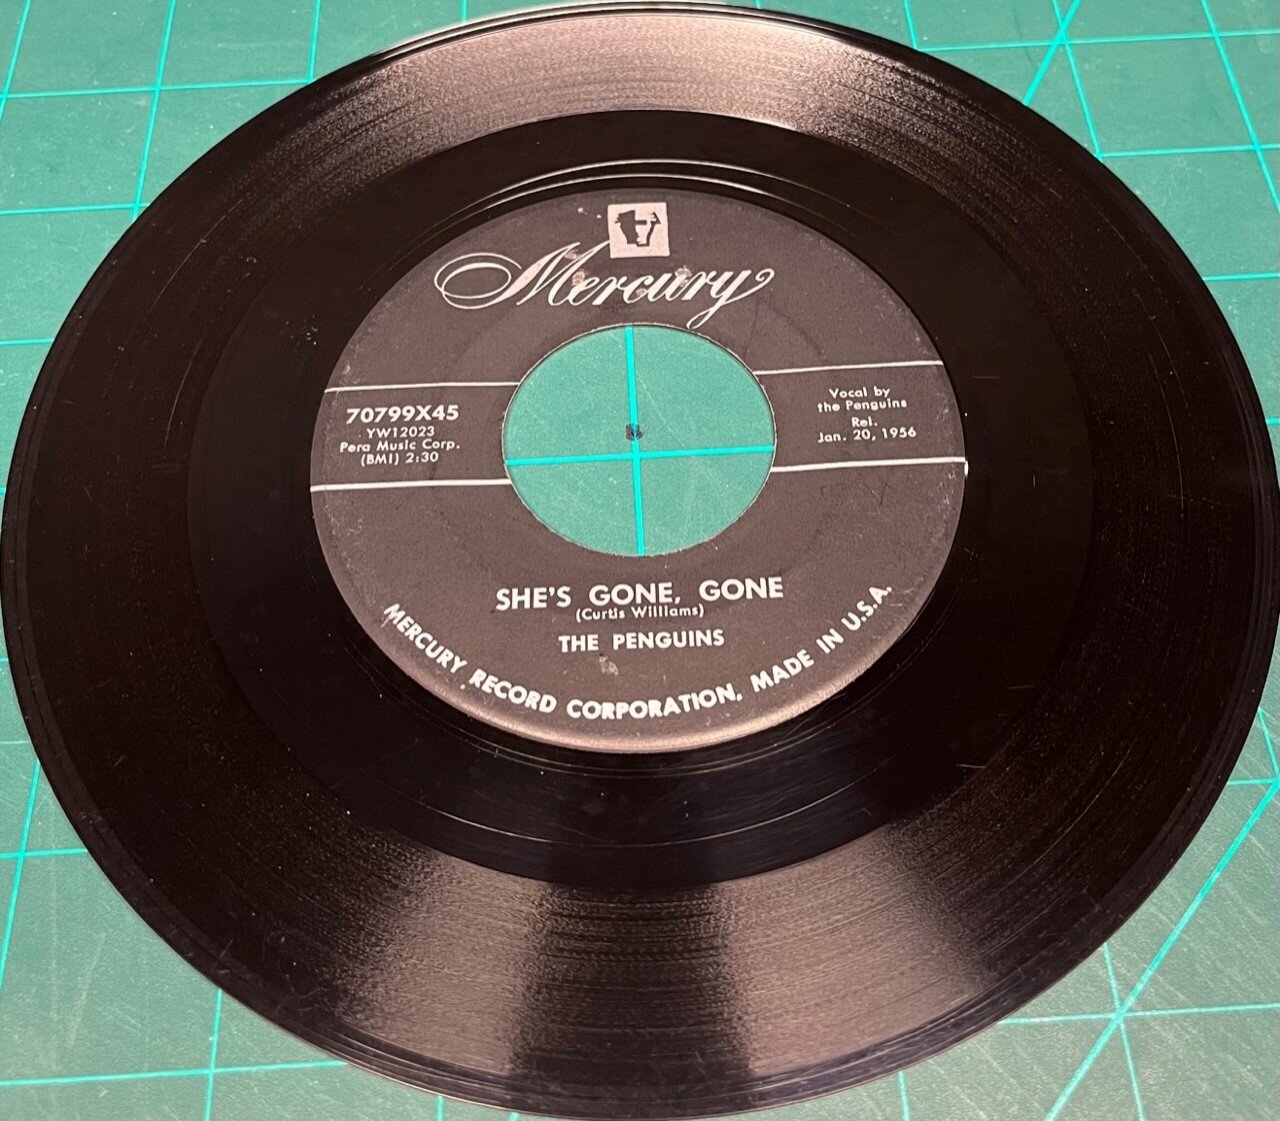 Mercury
70799X45
YW12023
Pera Music Corp.
(BMI) 2:30
Vocal by
the Penguins
Rel.
Jan. 20, 1956
SHE'S GONE, GONE
(Curtis Williams)
THE PENGUINS
MERCURY RECORD CORPORATION, MADE IN U.S.A.